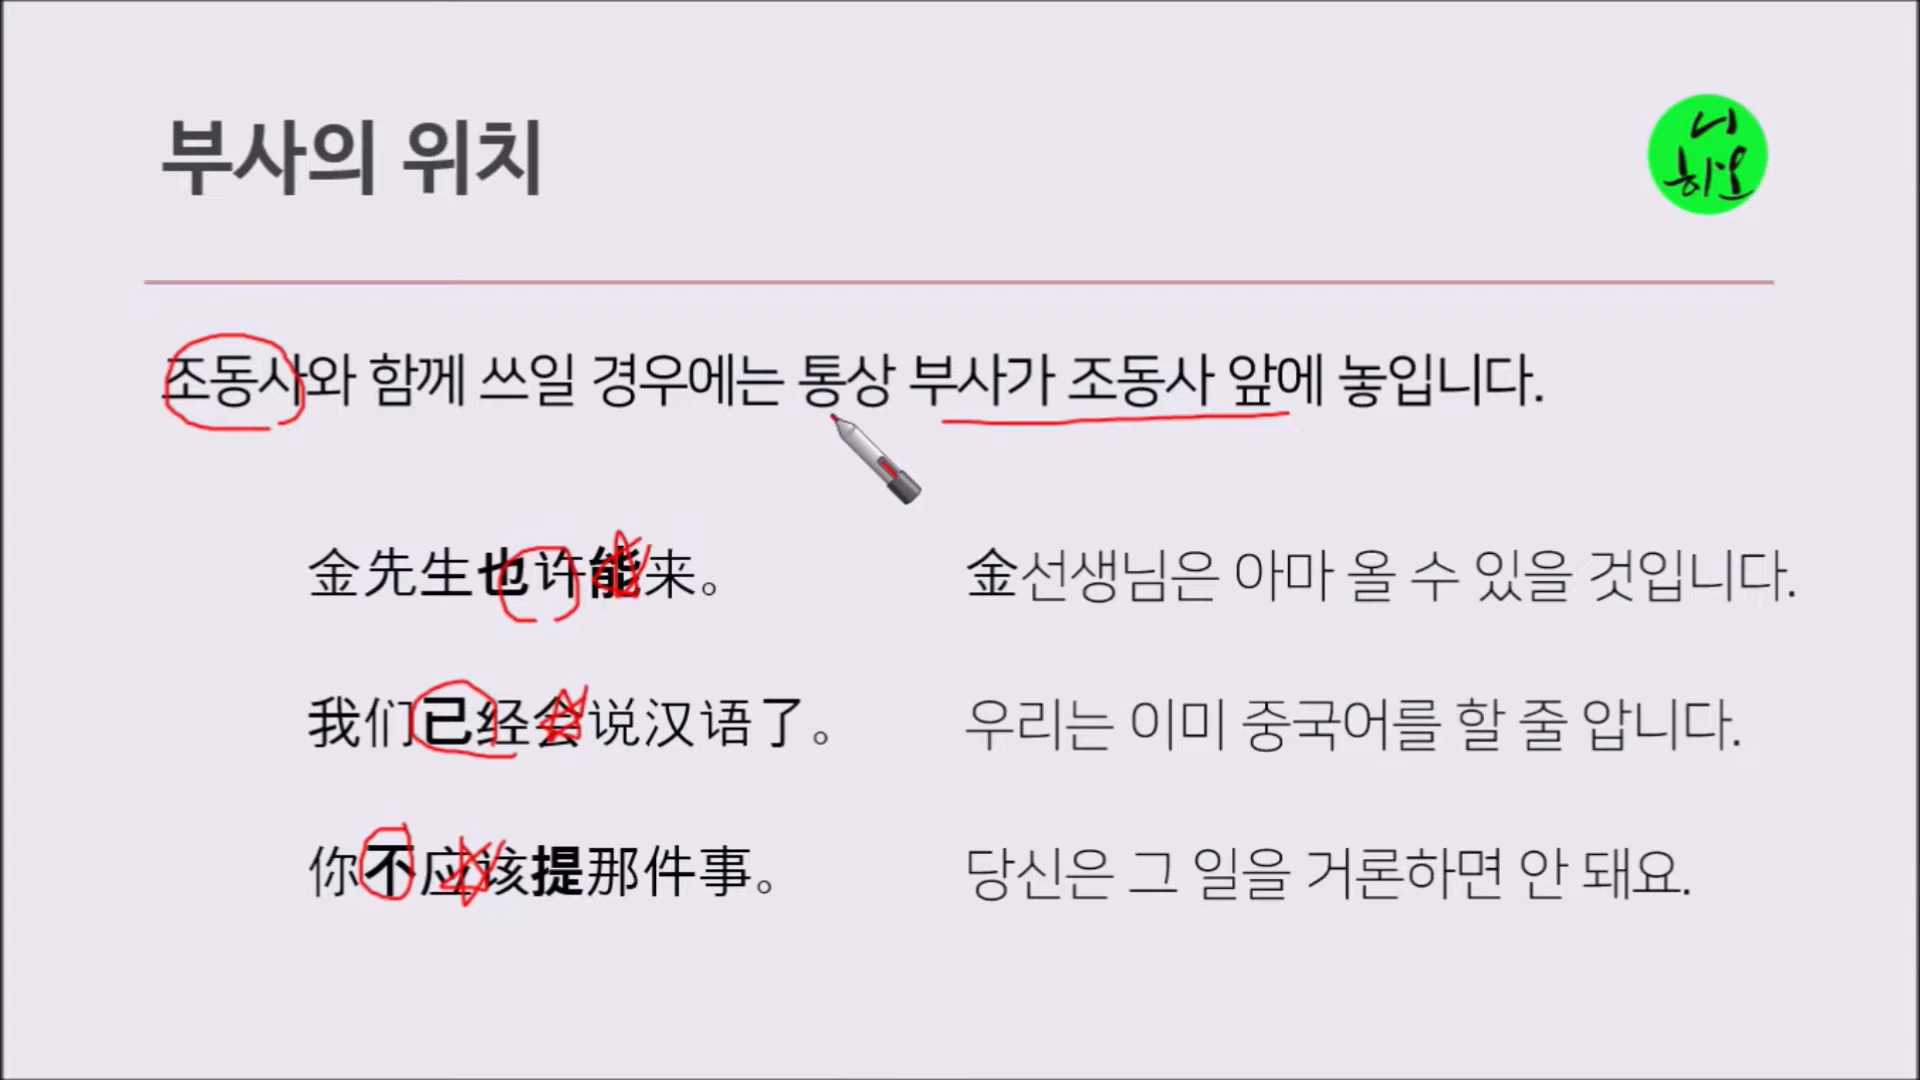 부사의 위치
니
하오
조동사와 함께 쓰일 경우에는 통상 부사가 조동사 앞에 놓입니다.
金先生也许能来。
金선생님은 아마 올 수 있을 것입니다.
我们已经会说汉语了。
우리는 이미 중국어를 할 줄 압니다.
你不应该提那件事。
당신은 그 일을 거론하면 안 돼요.